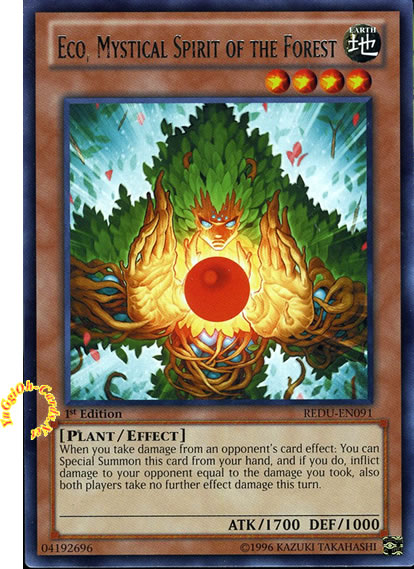 Eco, Mystical Spirit of the Forest
EARTH
地
1st Edition
REDU-EN091
[PLANT / EFFECT]
When you take damage from an opponent's card effect: You can
Special Summon this card from your hand, and if you do, inflict
damage to your opponent equal to the damage you took, also
both players take no further effect damage this turn.
ATK/1700 DEF/1000
04192696
©1996 KAZUKI TAKAHASHI
YuGgiOh-Cards.Net